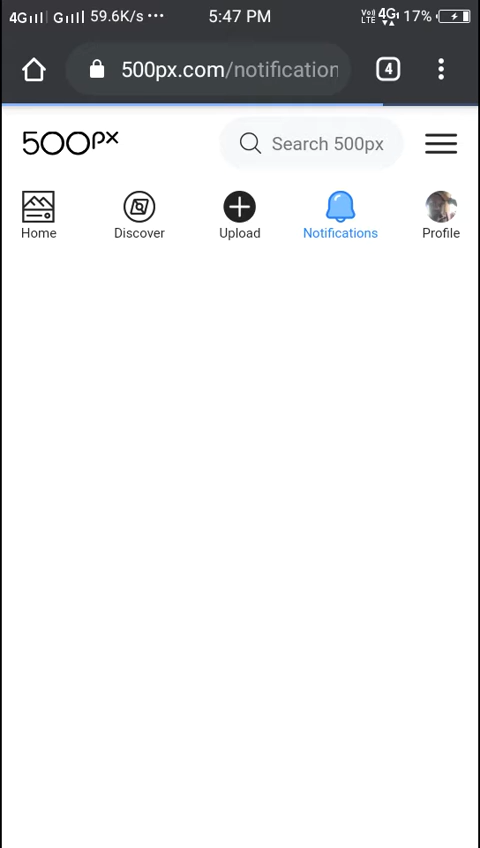 4G G 59.6K/s ... 5:47 PM Vo)) LTE 4G 17%
500px.com/notification 4
500px Search 500px
Home Discover Upload Notifications Profile